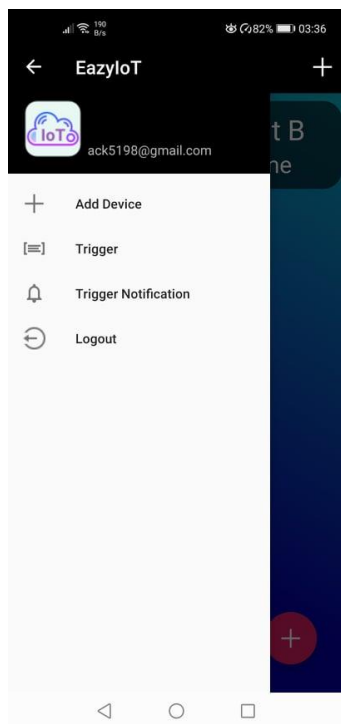 190
B/s
82% 03:36
EazyIoT
IoT
ack5198@gmail.com
t B
ne
Add Device
Trigger
Trigger Notification
Logout